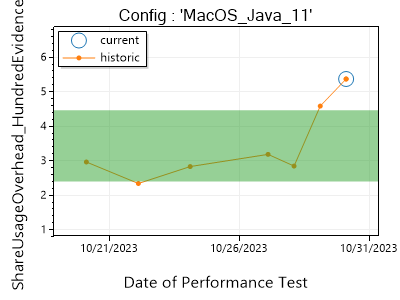 Config : 'MacOS_Java_11'
current
historic
ShareUsageOverhead_HundredEvidence
6
5
4
3
2
1
10/21/2023
10/26/2023
10/31/2023
Date of Performance Test